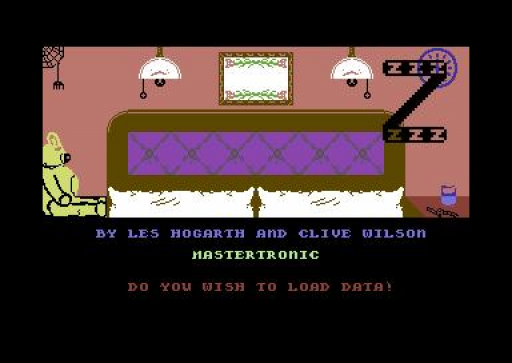 Z Z Z Z
Z
Z Z Z
BY LES HOGARTH AND CLIVE WILSON
MASTERTRONIC
DO YOU WISH TO LOAD DATA!